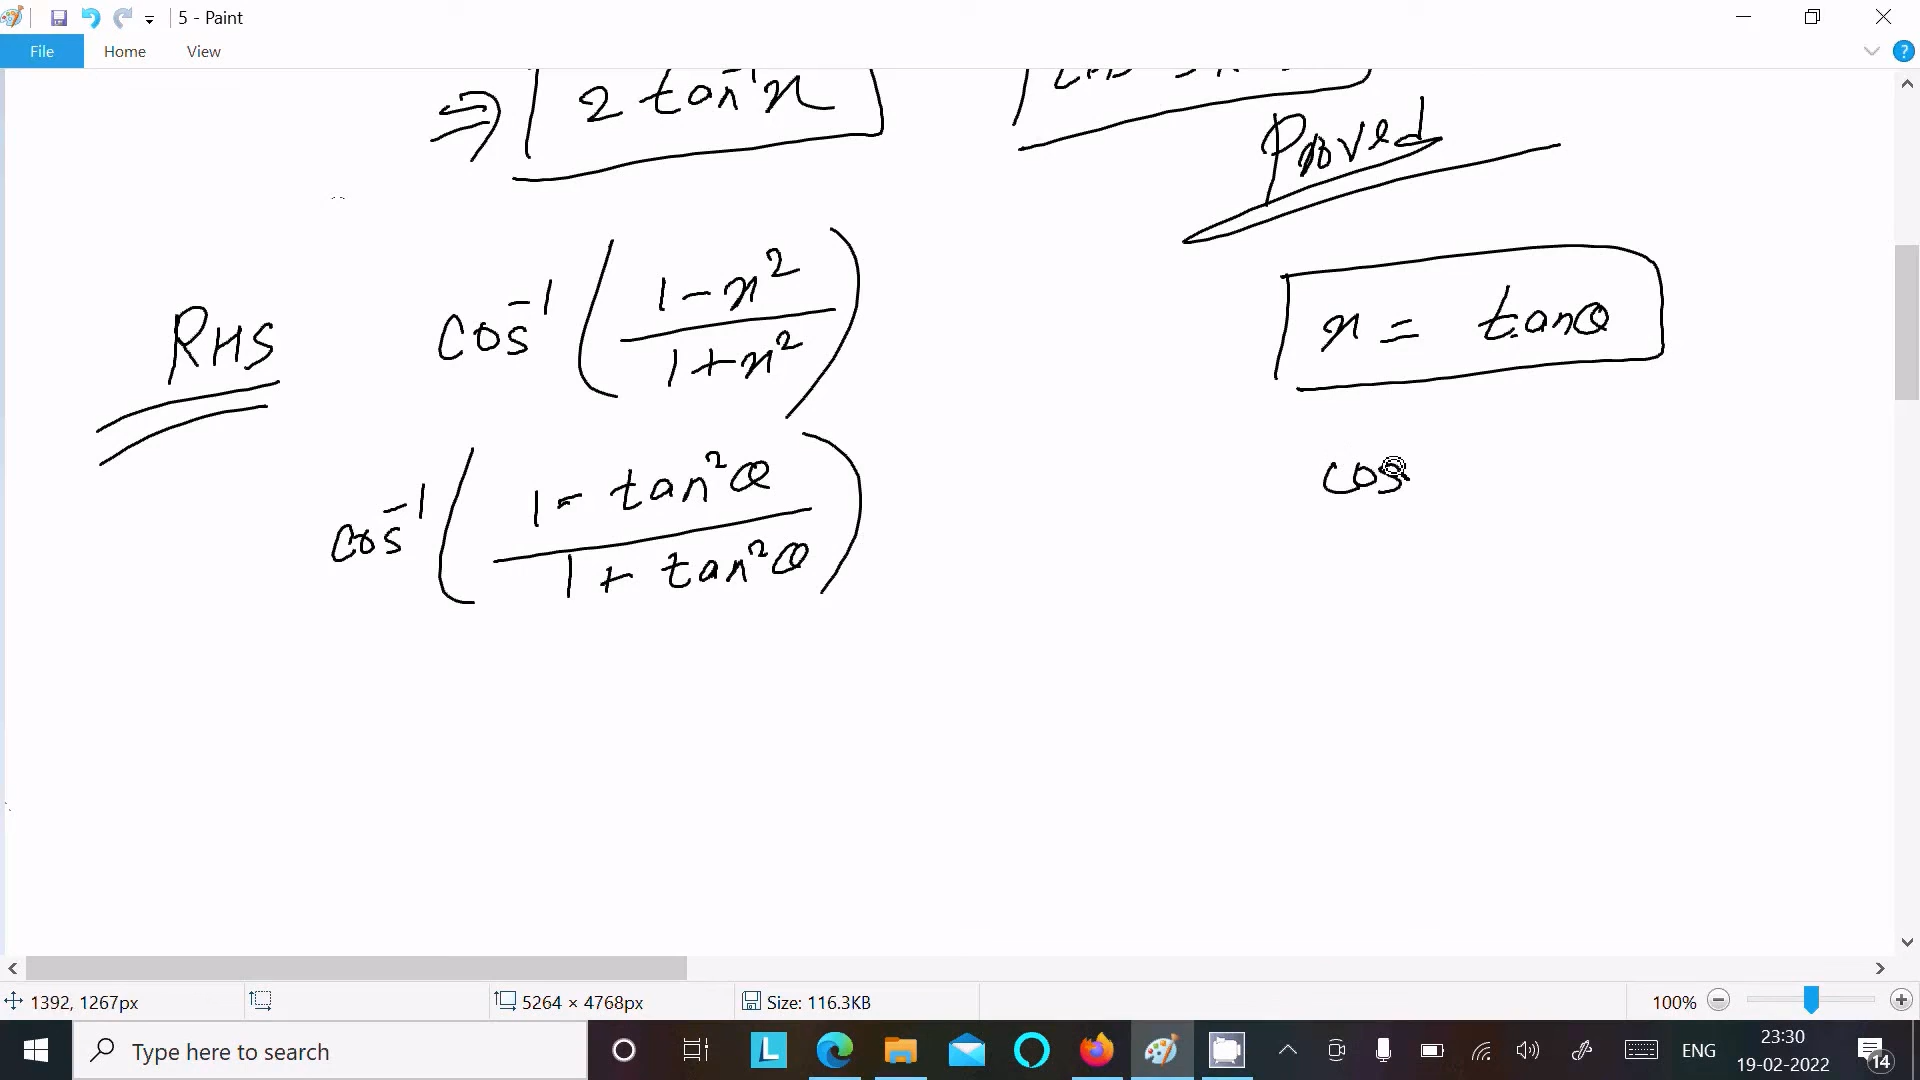 5 - Paint
File Home View
⇒ 2 tan⁻¹x
Proved
RHS cos⁻¹ ( 1 - x² / 1 + x² ) x = tanθ
cos⁻¹ ( 1 - tan²θ / 1 + tan²θ ) cos
1392, 1267px 5264 × 4768px Size: 116.3KB 100%
Type here to search L ENG 23:30
19-02-2022 14